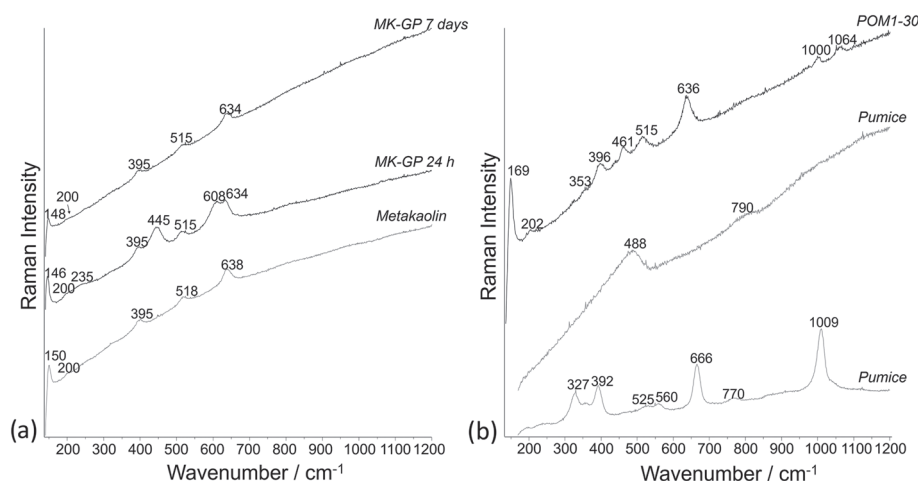 MK-GP 7 days
634
515
395
200
148
MK-GP 24 h
608 634
445
515
395
146
235
200
Metakaolin
638
518
395
150
200
Raman Intensity
(a)
200 300 400 500 600 700 800 900 1000 1100 1200
Wavenumber / cm-1
POM1-30
1064
1000
636
461 515
396
353
169
202
Pumice
790
488
Pumice
1009
666
327 392
525 560
770
Raman Intensity
(b)
200 300 400 500 600 700 800 900 1000 1100 1200
Wavenumber / cm-1